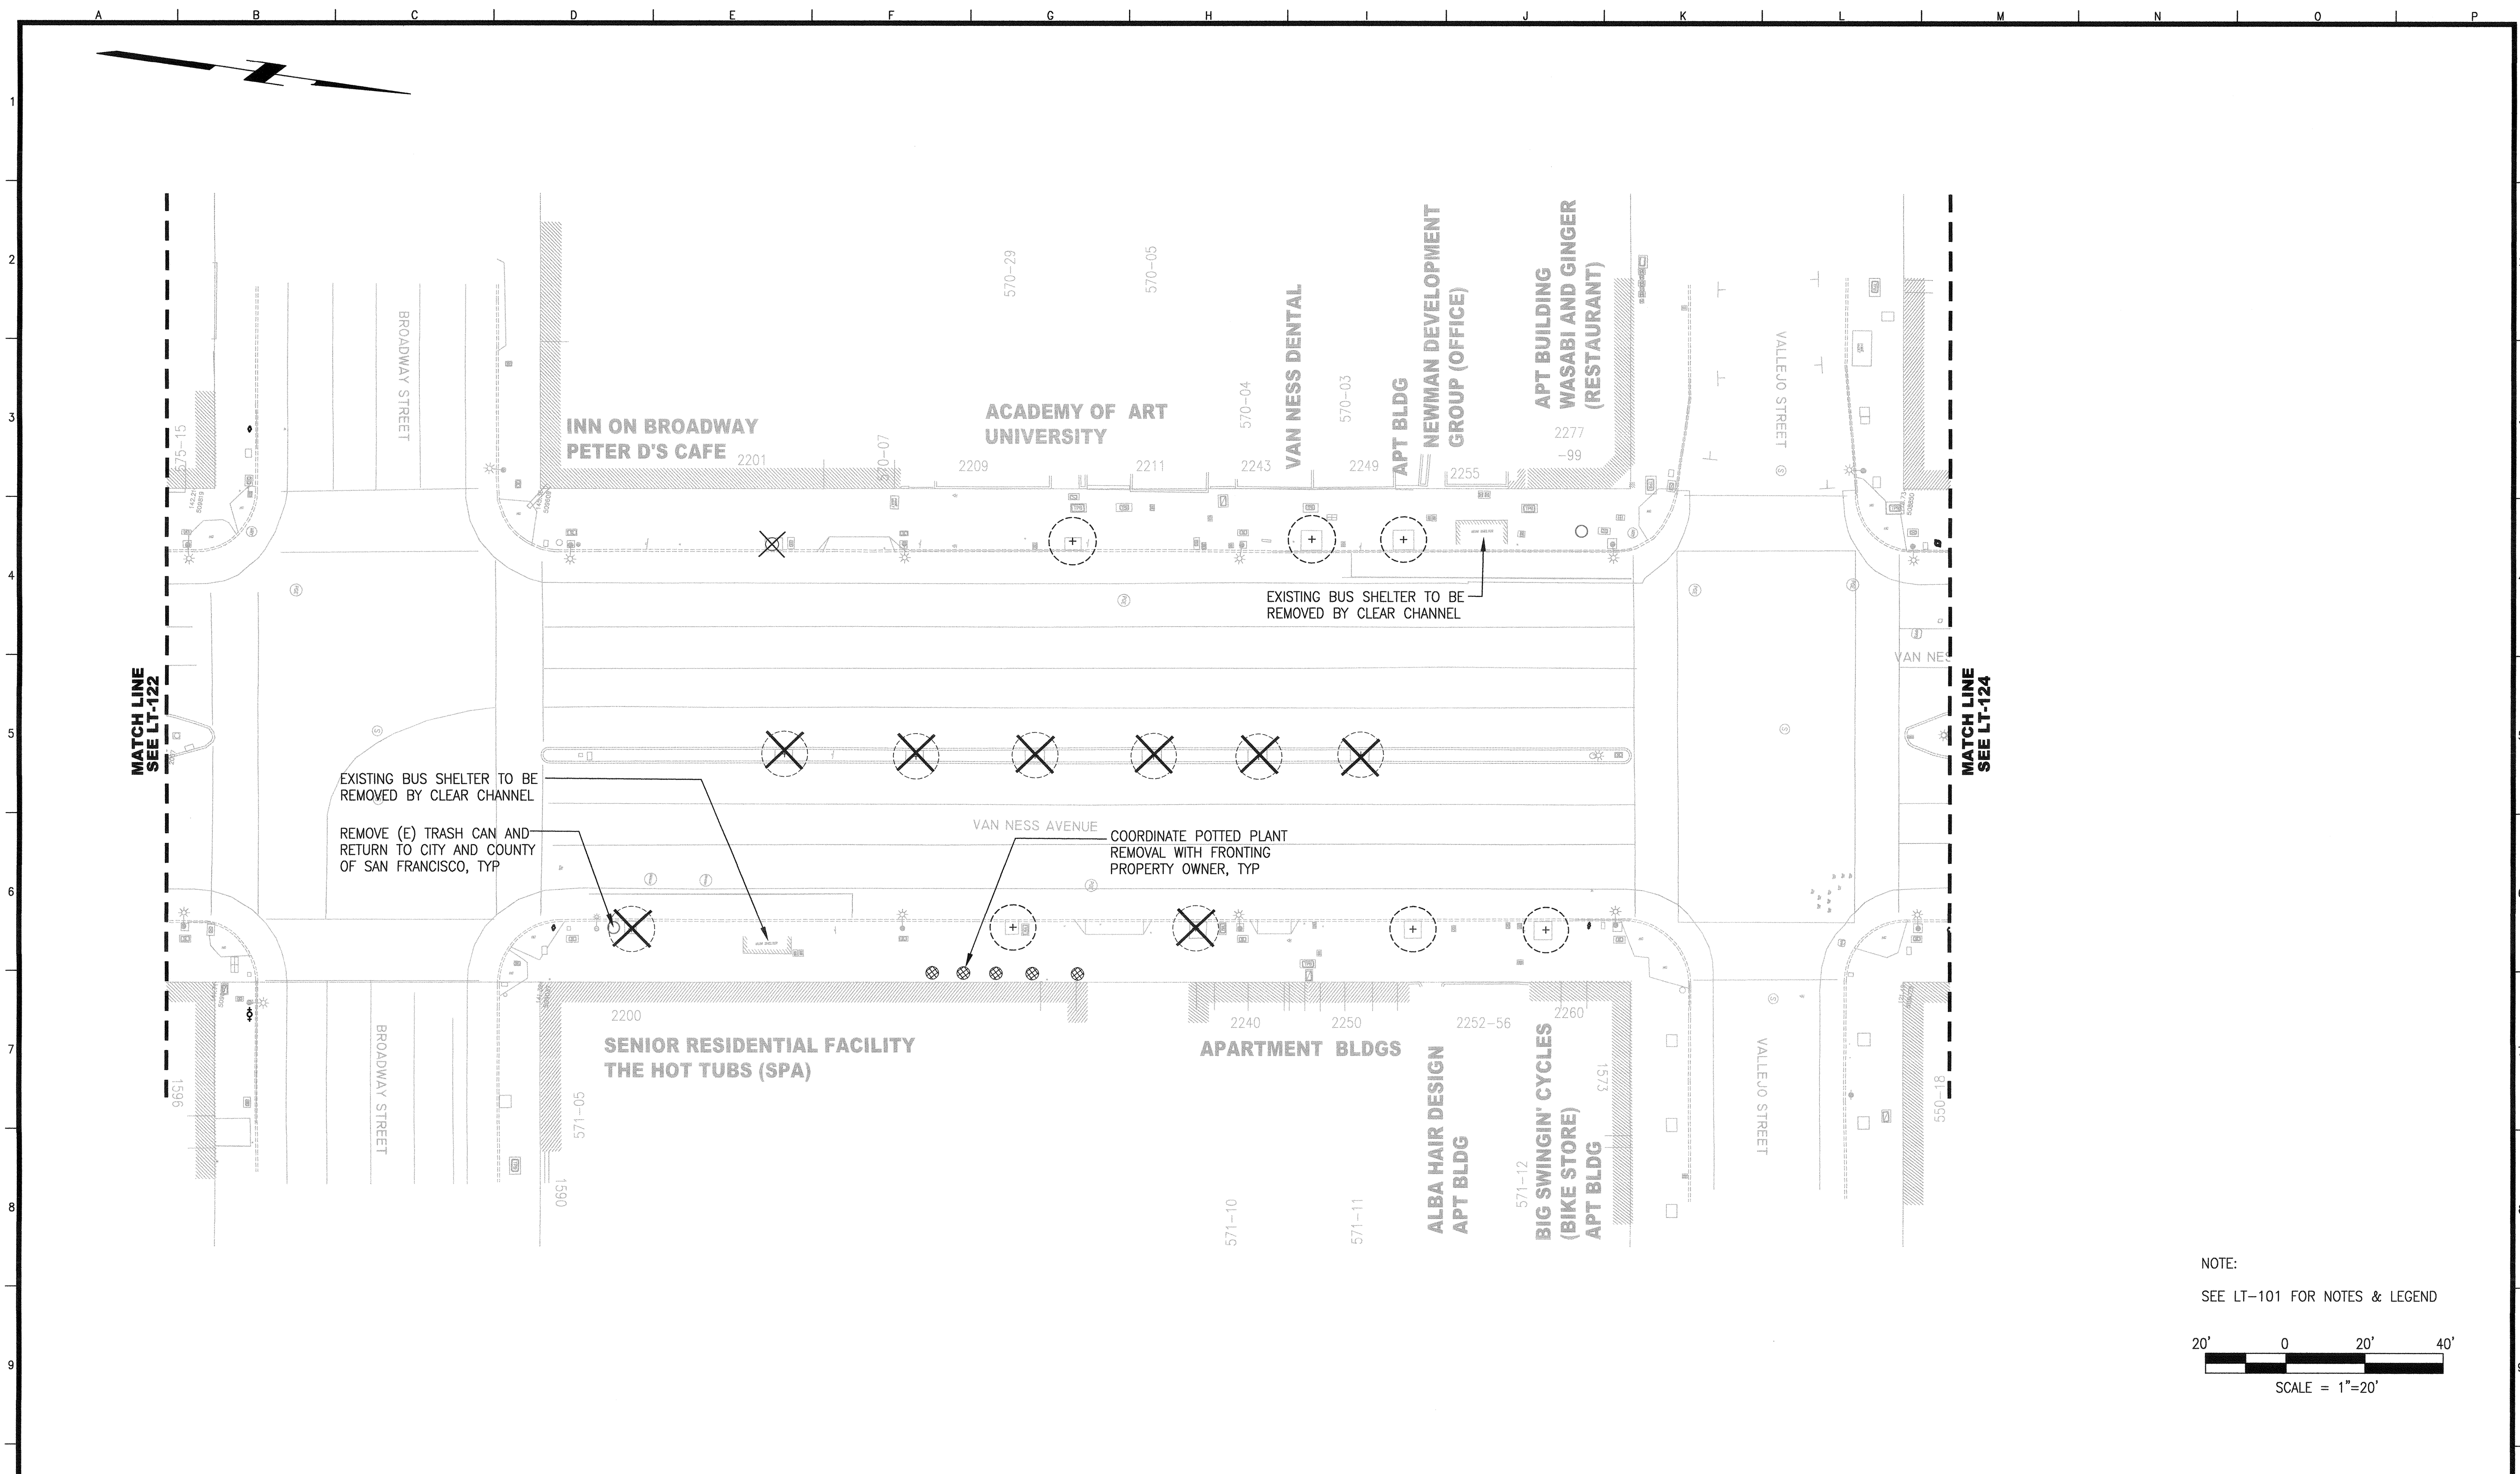 A B C D E F G H I J K L M N O P
1
2
3
4
5
6
7
8
9
MATCH LINE
SEE LT-122
BROADWAY STREET
575-15
INN ON BROADWAY
PETER D'S CAFE
2201
570-07
570-29
ACADEMY OF ART
UNIVERSITY
2209
570-05
2211
570-04
2243
VAN NESS DENTAL
570-03
2249
APT BLDG
NEWMAN DEVELOPMENT
GROUP (OFFICE)
2255
APT BUILDING
WASABI AND GINGER
(RESTAURANT)
2277
-99
VALLEJO STREET
EXISTING BUS SHELTER TO BE
REMOVED BY CLEAR CHANNEL
VAN NES
MATCH LINE
SEE LT-124
EXISTING BUS SHELTER TO BE
REMOVED BY CLEAR CHANNEL
REMOVE (E) TRASH CAN AND
RETURN TO CITY AND COUNTY
OF SAN FRANCISCO, TYP
VAN NESS AVENUE
COORDINATE POTTED PLANT
REMOVAL WITH FRONTING
PROPERTY OWNER, TYP
1596
BROADWAY STREET
2200
SENIOR RESIDENTIAL FACILITY
THE HOT TUBS (SPA)
571-05
1590
2240
2250
APARTMENT BLDGS
571-10
571-11
2252-56
ALBA HAIR DESIGN
APT BLDG
2260
571-12
BIG SWINGIN' CYCLES
(BIKE STORE)
APT BLDG
1573
VALLEJO STREET
550-18
NOTE:
SEE LT-101 FOR NOTES & LEGEND
20' 0 20' 40'
SCALE = 1"=20'